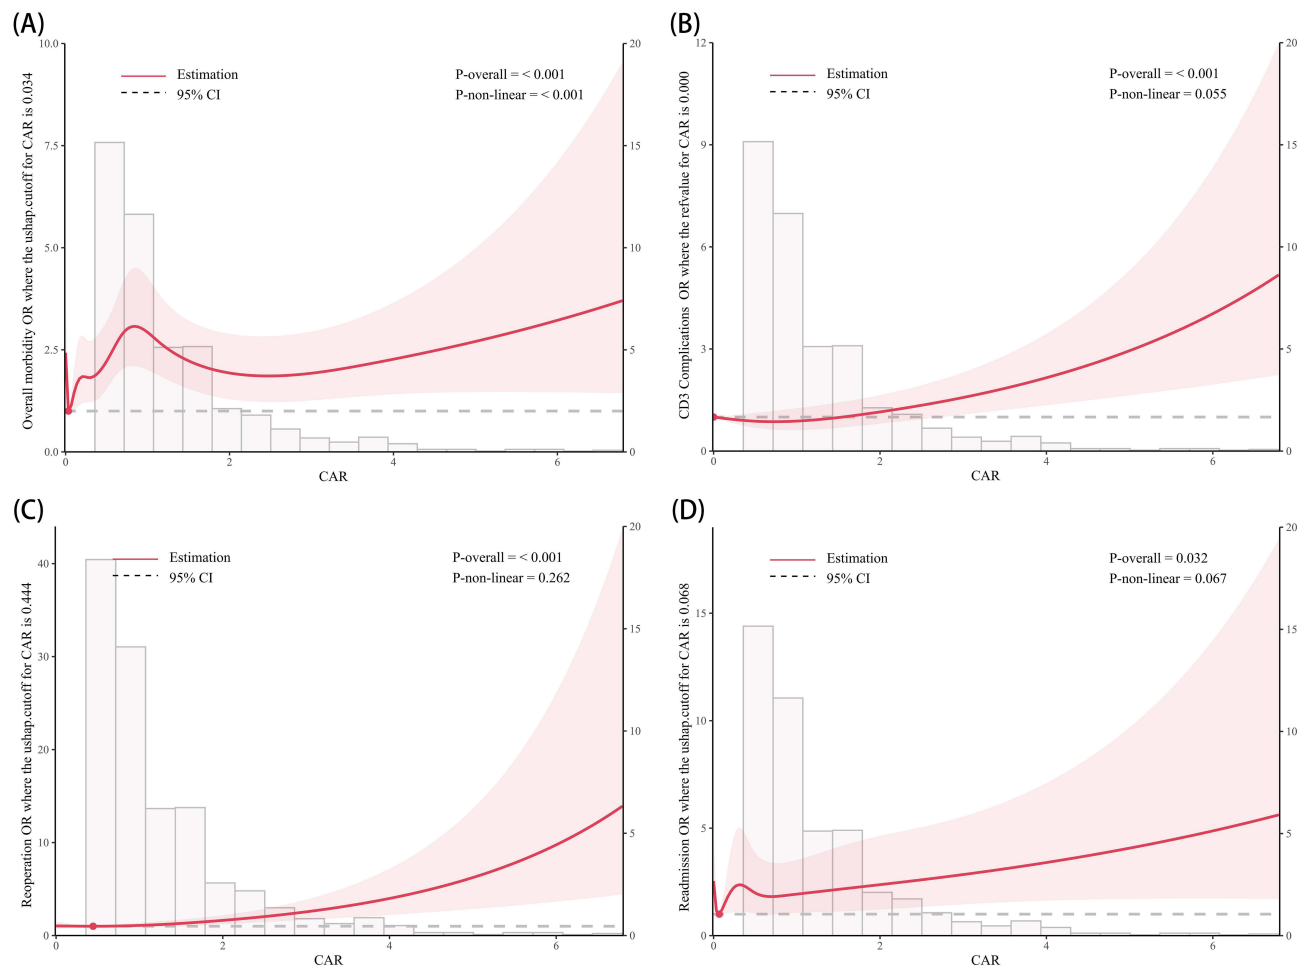 (A)
Overall morbidity OR where the ushap.cutoff for CAR is 0.034
10.0
7.5
5.0
2.5
0.0
Estimation
95% CI
P-overall = < 0.001
P-non-linear = < 0.001
20
15
10
5
0
0 2 4 6
CAR
(B)
CD3 Complications OR where the refvalue for CAR is 0.000
12
9
6
3
0
Estimation
95% CI
P-overall = < 0.001
P-non-linear = 0.055
20
15
10
5
0
0 2 4 6
CAR
(C)
Reoperation OR where the ushap.cutoff for CAR is 0.444
40
30
20
10
0
Estimation
95% CI
P-overall = < 0.001
P-non-linear = 0.262
20
15
10
5
0
0 2 4 6
CAR
(D)
Readmission OR where the ushap.cutoff for CAR is 0.068
15
10
5
0
Estimation
95% CI
P-overall = 0.032
P-non-linear = 0.067
20
15
10
5
0
0 2 4 6
CAR